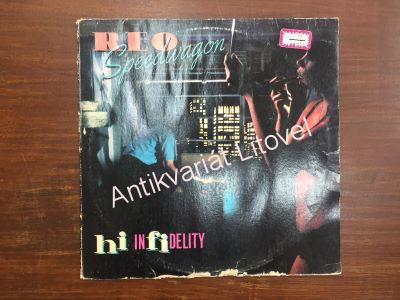 REO
Speedwagon
Antikvariat Litovel
hi INfiDELITY